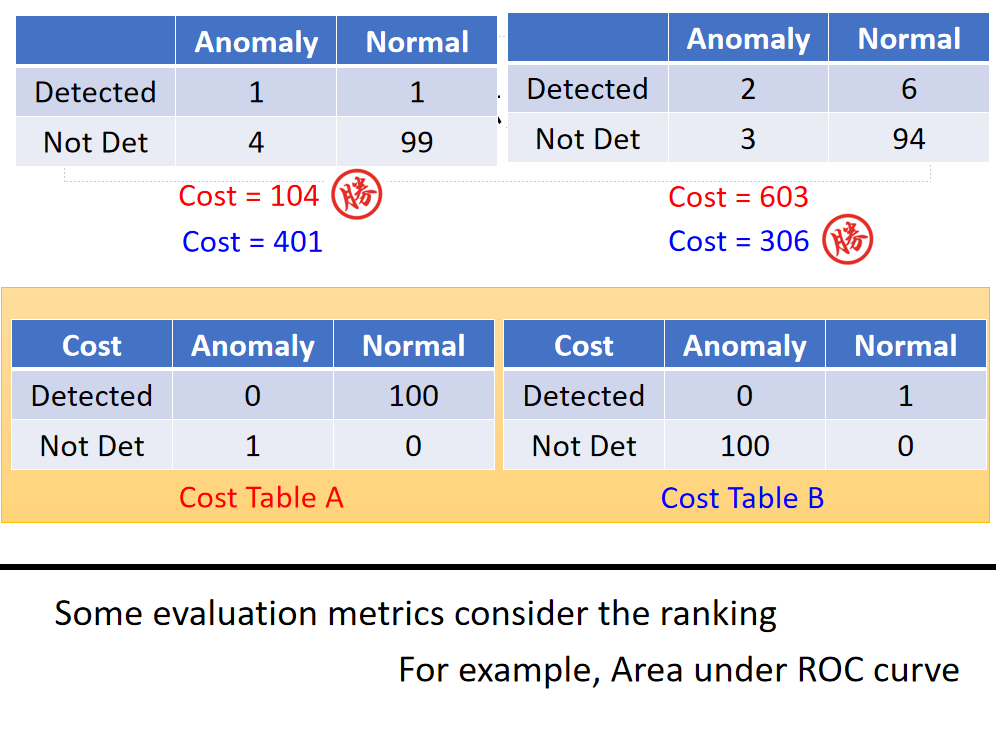 Anomaly Normal
Detected 1 1
Not Det 4 99
Cost = 104 勝
Cost = 401
Anomaly Normal
Detected 2 6
Not Det 3 94
Cost = 603
Cost = 306 勝
Cost Anomaly Normal
Detected 0 100
Not Det 1 0
Cost Table A
Cost Anomaly Normal
Detected 0 1
Not Det 100 0
Cost Table B
Some evaluation metrics consider the ranking
For example, Area under ROC curve